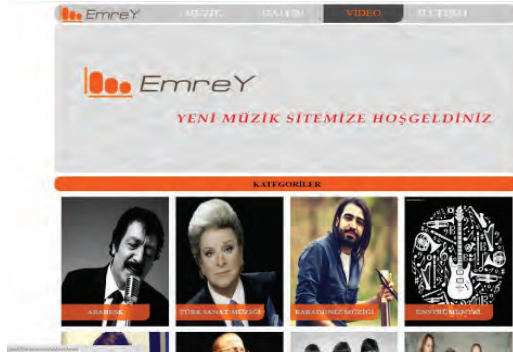 EmreY MÜZİK GALERİ VİDEO İLETİŞİM
EmreY
YENİ MÜZİK SİTEMİZE HOŞGELDİNİZ
KATEGORİLER
ARABESK TÜRK SANAT MÜZİĞİ KARADENİZ MÜZİĞİ